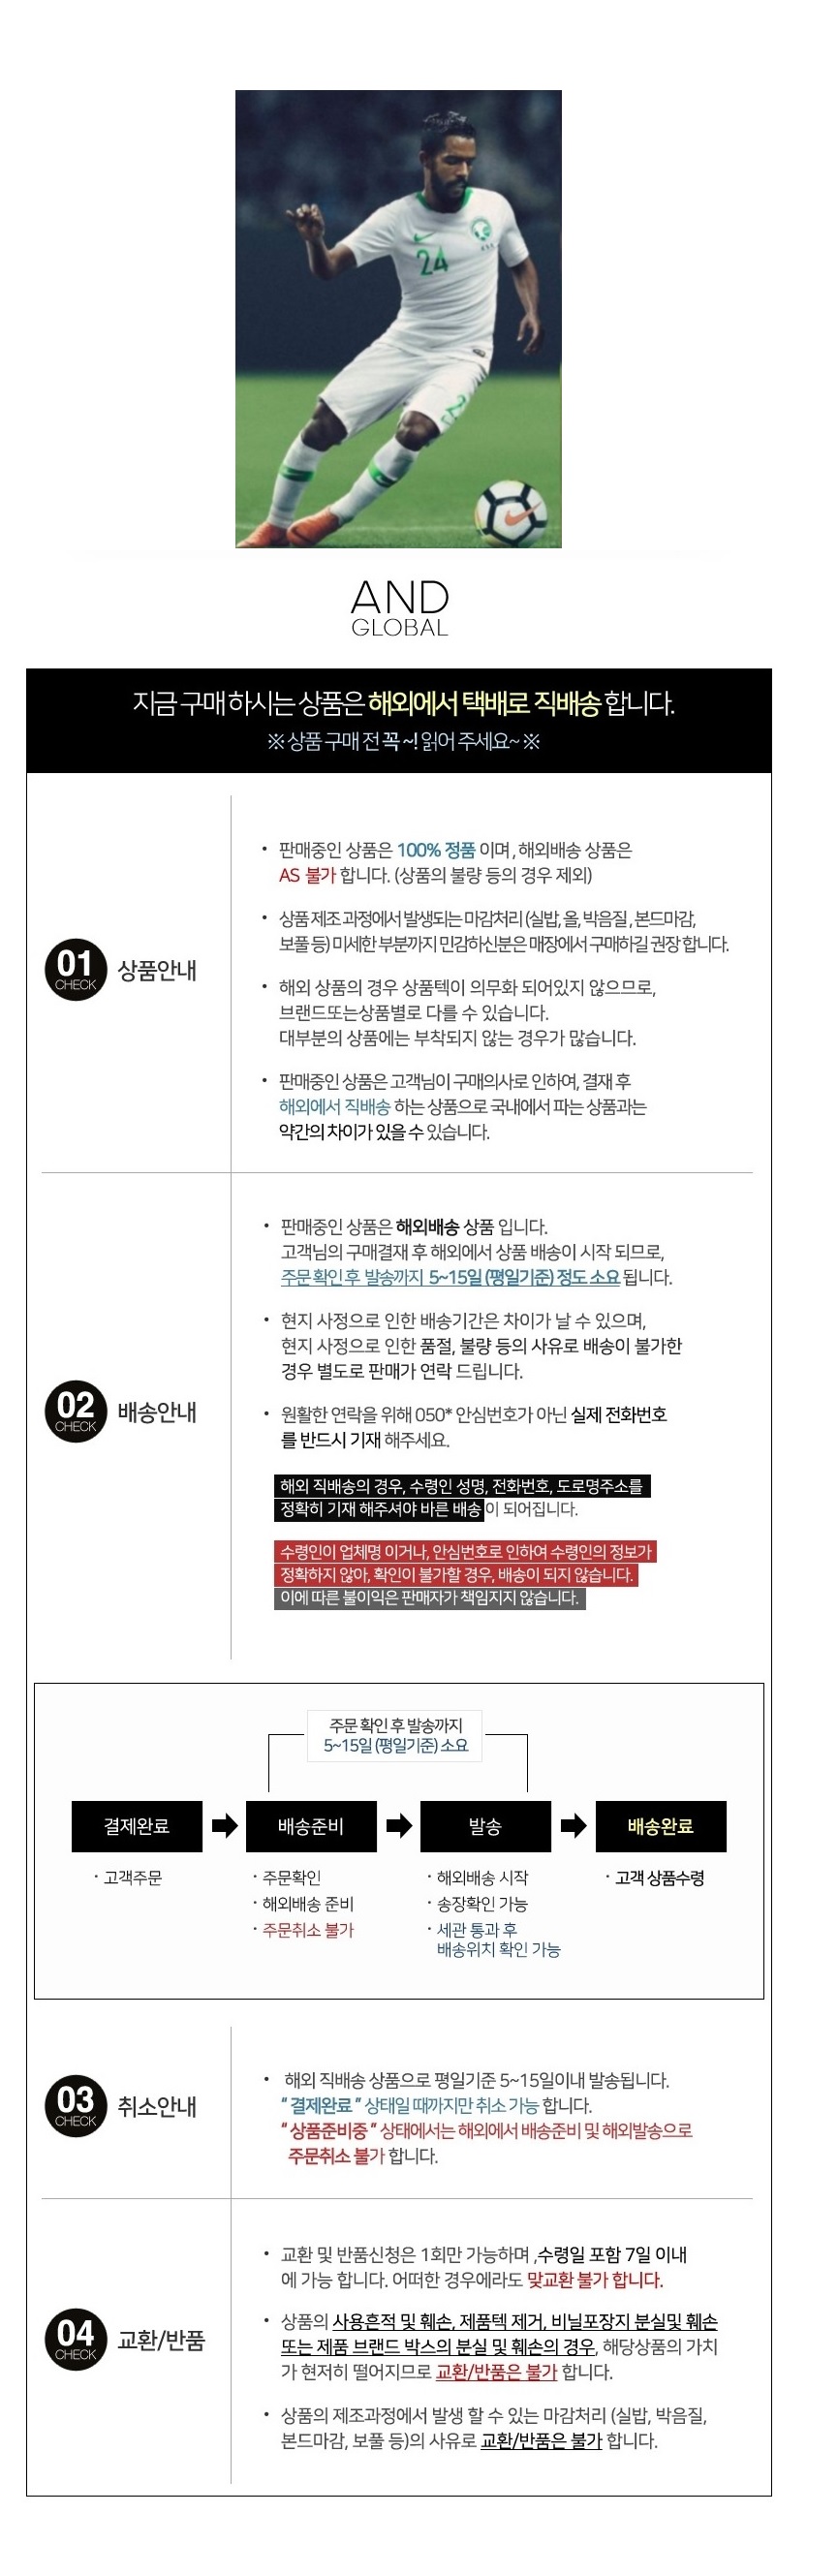 24
2
AND
GLOBAL
지금 구매 하시는 상품은 해외에서 택배로 직배송 합니다.
※ 상품 구매 전 꼭 ~! 읽어 주세요~ ※
01
CHECK
상품안내
• 판매중인 상품은 100% 정품 이며 , 해외배송 상품은
AS 불가 합니다. (상품의 불량 등의 경우 제외)
• 상품 제조 과정에서 발생되는 마감처리 (실밥, 올, 박음질 , 본드마감,
보풀 등) 미세한 부분까지 민감하신분은 매장에서 구매하길 권장 합니다.
• 해외 상품의 경우 상품텍이 의무화 되어있지 않으므로,
브랜드또는상품별로 다를 수 있습니다.
대부분의 상품에는 부착되지 않는 경우가 많습니다.
• 판매중인 상품은 고객님이 구매의사로 인하여, 결재 후
해외에서 직배송 하는 상품으로 국내에서 파는 상품과는
약간의 차이가 있을 수 있습니다.
02
CHECK
배송안내
• 판매중인 상품은 해외배송 상품 입니다.
고객님의 구매결재 후 해외에서 상품 배송이 시작 되므로,
주문 확인 후 발송까지 5~15일 (평일기준) 정도 소요 됩니다.
• 현지 사정으로 인한 배송기간은 차이가 날 수 있으며,
현지 사정으로 인한 품절, 불량 등의 사유로 배송이 불가한
경우 별도로 판매가 연락 드립니다.
• 원활한 연락을 위해 050* 안심번호가 아닌 실제 전화번호
를 반드시 기재 해주세요.
해외 직배송의 경우, 수령인 성명, 전화번호, 도로명주소를
정확히 기재 해주셔야 바른 배송이 되어집니다.
수령인이 업체명 이거나, 안심번호로 인하여 수령인의 정보가
정확하지 않아, 확인이 불가할 경우, 배송이 되지 않습니다.
이에 따른 불이익은 판매자가 책임지지 않습니다.
주문 확인 후 발송까지
5~15일 (평일기준) 소요
결제완료
배송준비
발송
배송완료
· 고객주문
· 주문확인
· 해외배송 준비
· 주문취소 불가
· 해외배송 시작
· 송장확인 가능
· 세관 통과 후
배송위치 확인 가능
· 고객 상품수령
03
CHECK
취소안내
• 해외 직배송 상품으로 평일기준 5~15일이내 발송됩니다.
“ 결제완료 ” 상태일 때까지만 취소 가능 합니다.
“ 상품준비중 ” 상태에서는 해외에서 배송준비 및 해외발송으로
주문취소 불가 합니다.
04
CHECK
교환/반품
• 교환 및 반품신청은 1회만 가능하며 ,수령일 포함 7일 이내
에 가능 합니다. 어떠한 경우에라도 맞교환 불가 합니다.
• 상품의 사용흔적 및 훼손, 제품텍 제거, 비닐포장지 분실및 훼손
또는 제품 브랜드 박스의 분실 및 훼손의 경우, 해당상품의 가치
가 현저히 떨어지므로 교환/반품은 불가 합니다.
• 상품의 제조과정에서 발생 할 수 있는 마감처리 (실밥, 박음질,
본드마감, 보풀 등)의 사유로 교환/반품은 불가 합니다.